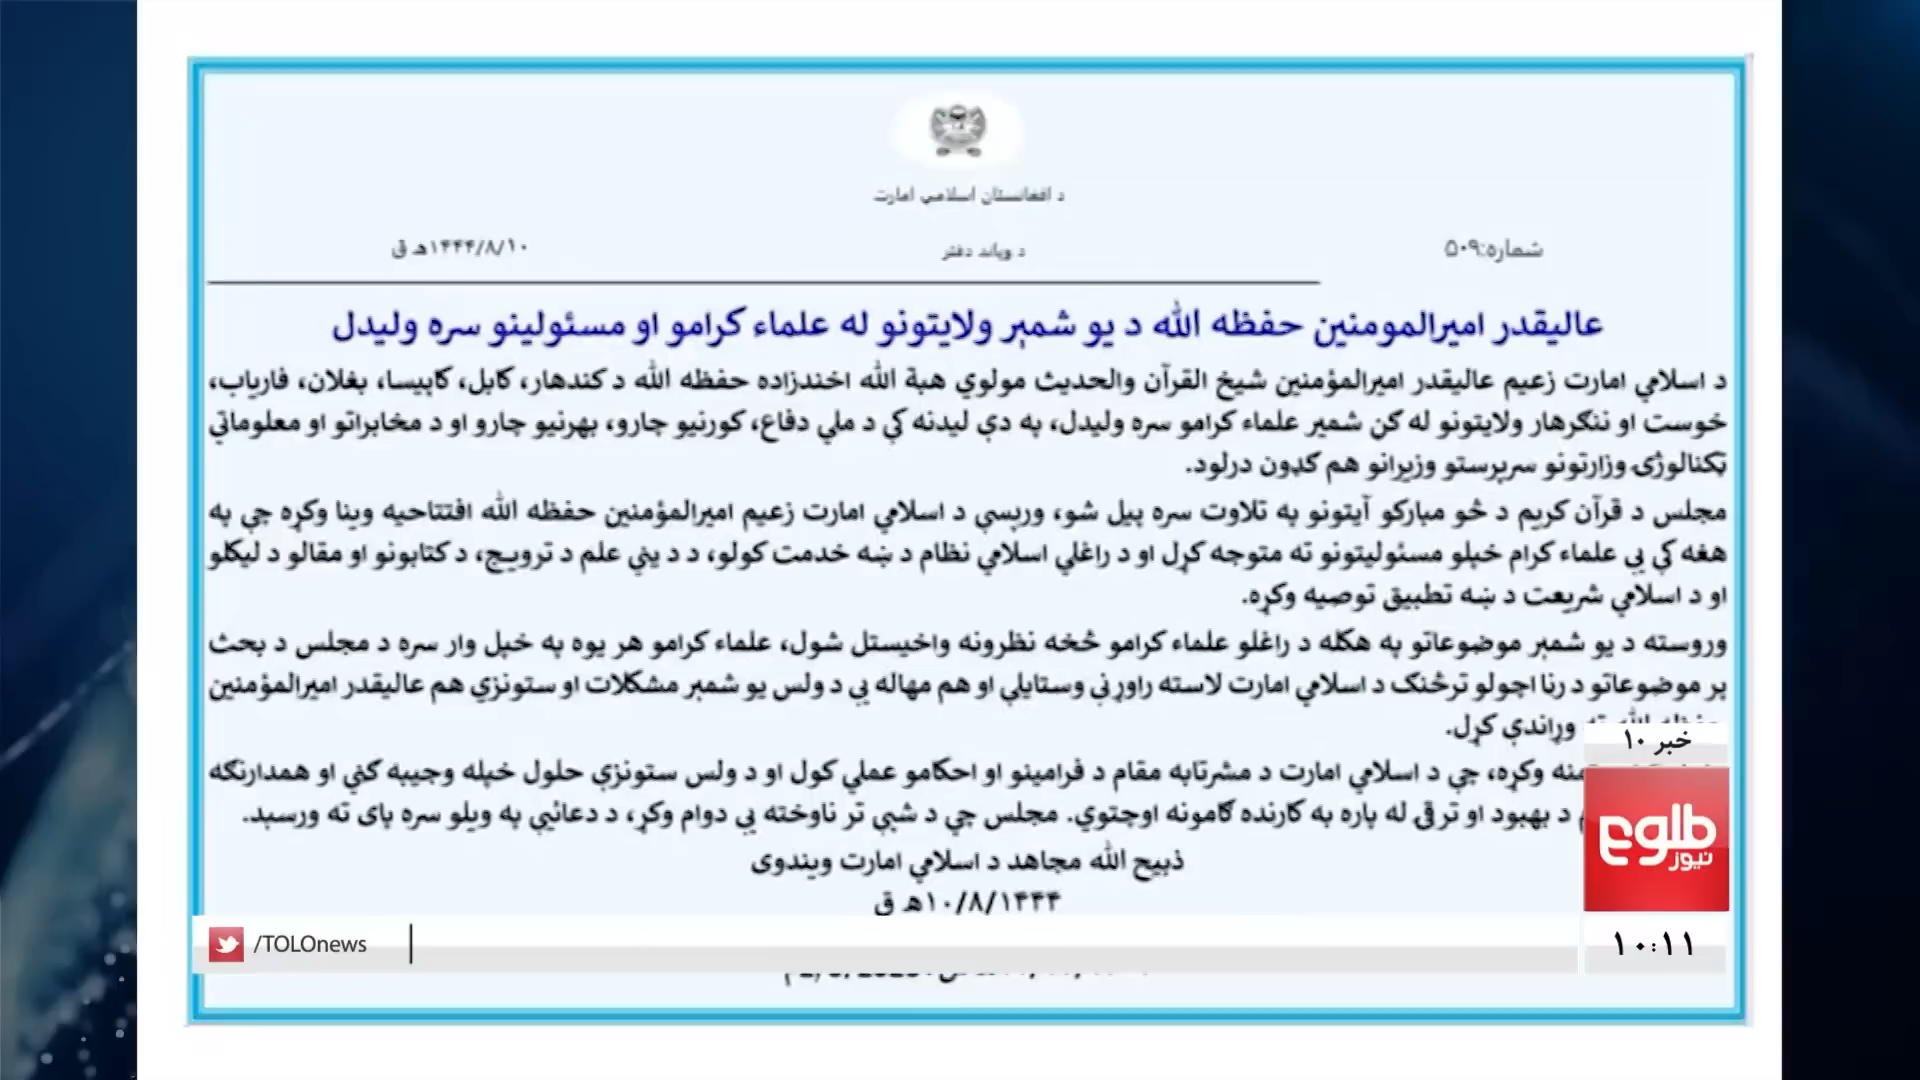 د افغانستان اسلامي امارت
شماره:۵۰۹
د ویاند دفتر
۱۴۴۴/۸/۱۰هـ ق
عالیقدر امیرالمومنین حفظه الله د یو شمېر ولایتونو له علماء کرامو او مسئولینو سره ولیدل
د اسلامي امارت زعیم عالیقدر امیرالمؤمنین شیخ القرآن والحدیث مولوي هبة الله اخندزاده حفظه الله د کندهار، کابل، کاپیسا، بغلان، فاریاب،
خوست او ننګرهار ولایتونو له ګڼ شمیر علماء کرامو سره ولیدل، په دې لیدنه کې د ملي دفاع، کورنیو چارو، بهرنیو چارو او د مخابراتو او معلوماتي
ټکنالوژۍ وزارتونو سرپرستو وزیرانو هم ګډون درلود.
مجلس د قرآن کریم د څو مبارکو آیتونو په تلاوت سره پیل شو، ورپسې د اسلامي امارت زعیم امیرالمؤمنین حفظه الله افتتاحیه وینا وکړه چې په
هغه کې یې علماء کرام خپلو مسئولیتونو ته متوجه کړل او د راغلي اسلامي نظام د ښه خدمت کولو، د دیني علم د ترویج، د کتابونو او مقالو د لیکلو
او د اسلامي شریعت د ښه تطبیق توصیه وکړه.
وروسته د یو شمېر موضوعاتو په هکله د راغلو علماء کرامو څخه نظرونه واخیستل شول، علماء کرامو هر یوه په خپل وار سره د مجلس د بحث
پر موضوعاتو د رڼا اچولو ترڅنګ د اسلامي امارت لاسته راوړنې وستایلې او هم مهاله یې د ولس یو شمېر مشکلات او ستونزې هم عالیقدر امیرالمؤمنین
حفظه الله ته وړاندې کړل.
وکړه، چې د اسلامي امارت د مشرتابه مقام د فرامینو او احکامو عملي کول او د ولس ستونزې حلول خپله وجیبه ګڼي او همدارنګه
د بهبود او ترقۍ له پاره به کارنده ګامونه اوچتوي. مجلس چې د شپې تر ناوخته یې دوام وکړ، د دعائیې په ویلو سره پای ته ورسېد.
ذبیح الله مجاهد د اسلامي امارت ویندوی
۱۰/۸/۱۴۴۴هـ ق
خبر ۱۰
طلوع
نیوز
/TOLOnews
۱۰:۱۱